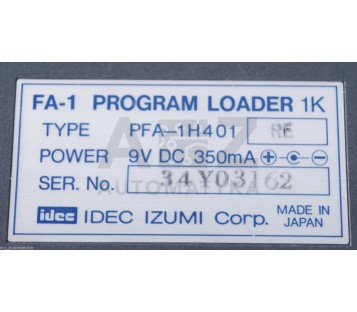 FA-1 PROGRAM LOADER 1K
TYPE PFA-1H401 RE
POWER 9V DC. 350mA + -
SER. No. 34Y03162
idec IDEC IZUMI Corp. MADE IN JAPAN